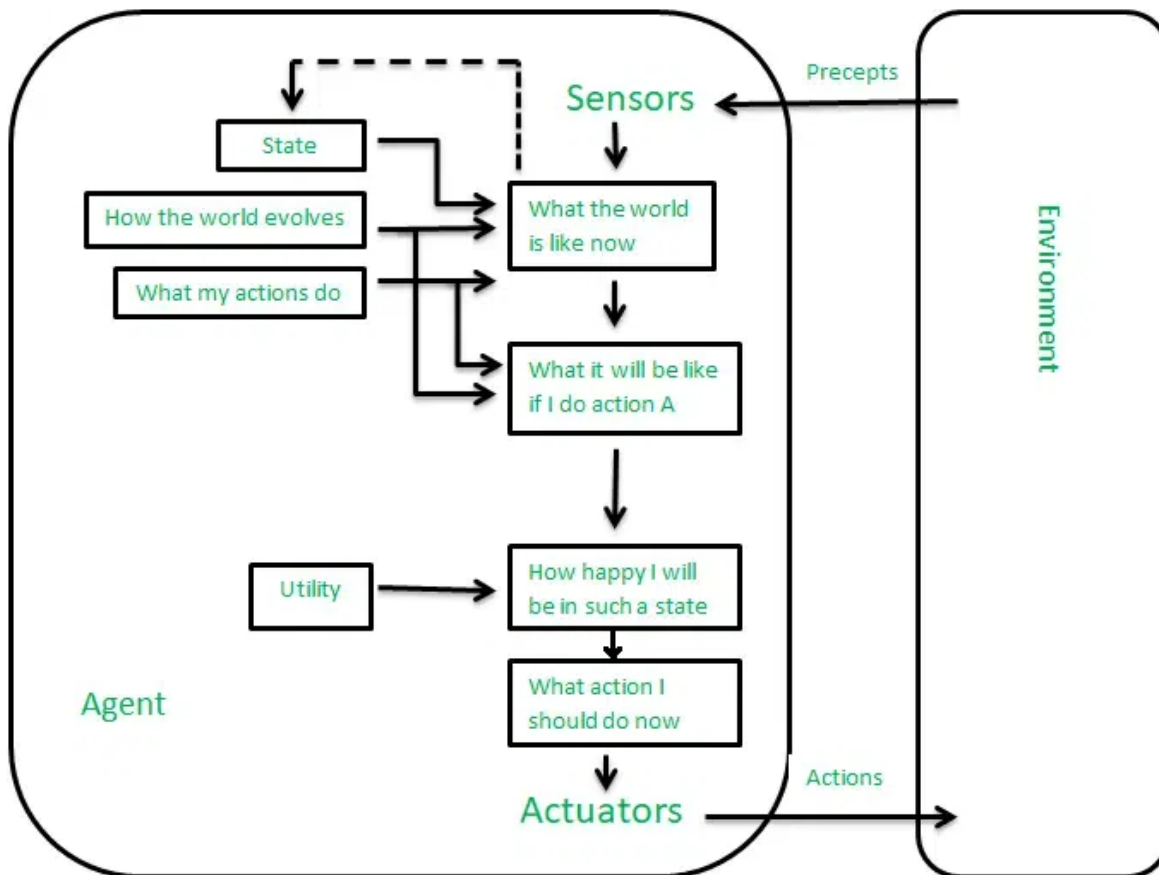 Precepts
Sensors
State
How the world evolves
What the world
is like now
What my actions do
Environment
What it will be like
if I do action A
Utility
How happy I will
be in such a state
Agent
What action I
should do now
Actions
Actuators